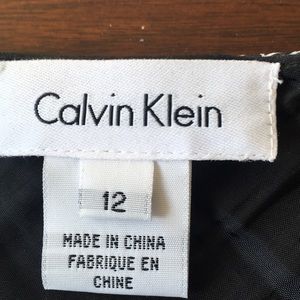 Calvin Klein
12
MADE IN CHINA
FABRIQUE EN
CHINE